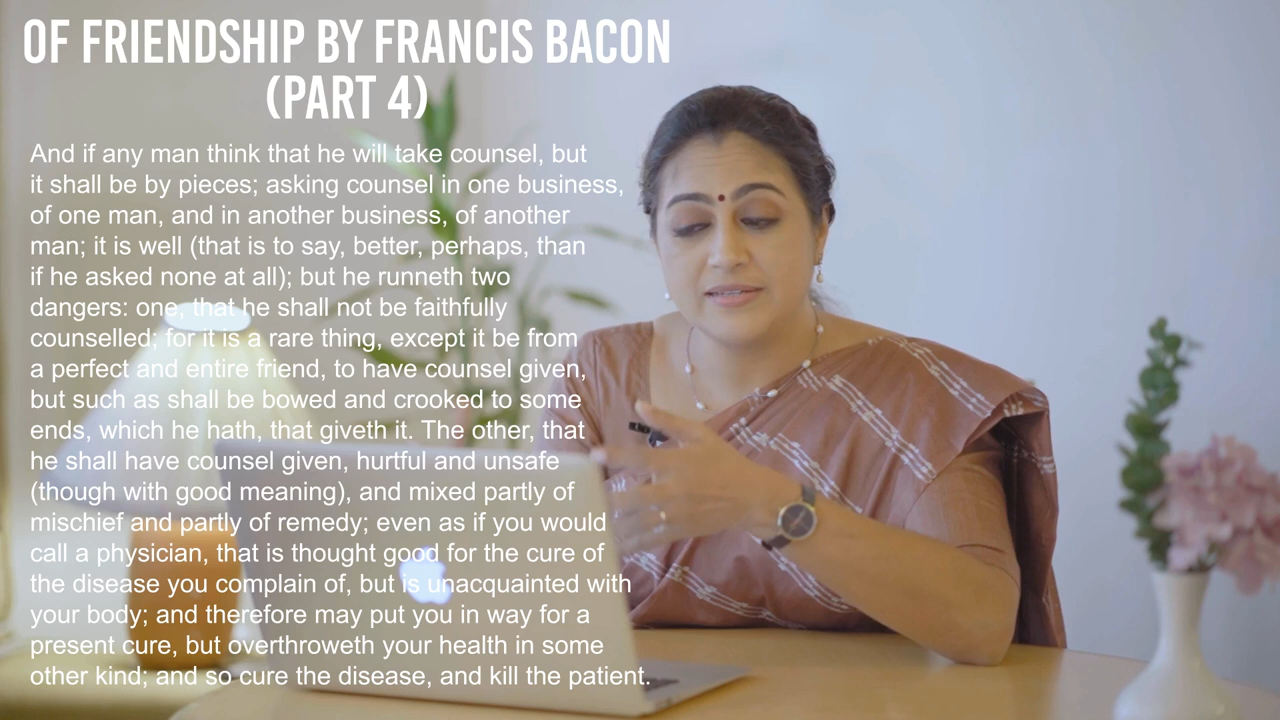 OF FRIENDSHIP BY FRANCIS BACON
(PART 4)
And if any man think that he will take counsel, but
it shall be by pieces; asking counsel in one business,
of one man, and in another business, of another
man; it is well (that is to say, better, perhaps, than
if he asked none at all); but he runneth two
dangers: one, that he shall not be faithfully
counselled; for it is a rare thing, except it be from
a perfect and entire friend, to have counsel given,
but such as shall be bowed and crooked to some
ends, which he hath, that giveth it. The other, that
he shall have counsel given, hurtful and unsafe
(though with good meaning), and mixed partly of
mischief and partly of remedy; even as if you would
call a physician, that is thought good for the cure of
the disease you complain of, but is unacquainted with
your body; and therefore may put you in way for a
present cure, but overthroweth your health in some
other kind; and so cure the disease, and kill the patient.